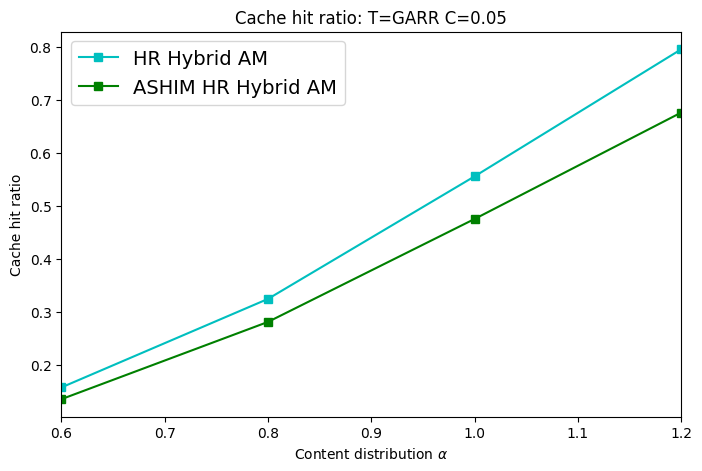 Cache hit ratio: T=GARR C=0.05
HR Hybrid AM
ASHIM HR Hybrid AM
Cache hit ratio
0.8
0.7
0.6
0.5
0.4
0.3
0.2
0.6 0.7 0.8 0.9 1.0 1.1 1.2
Content distribution α